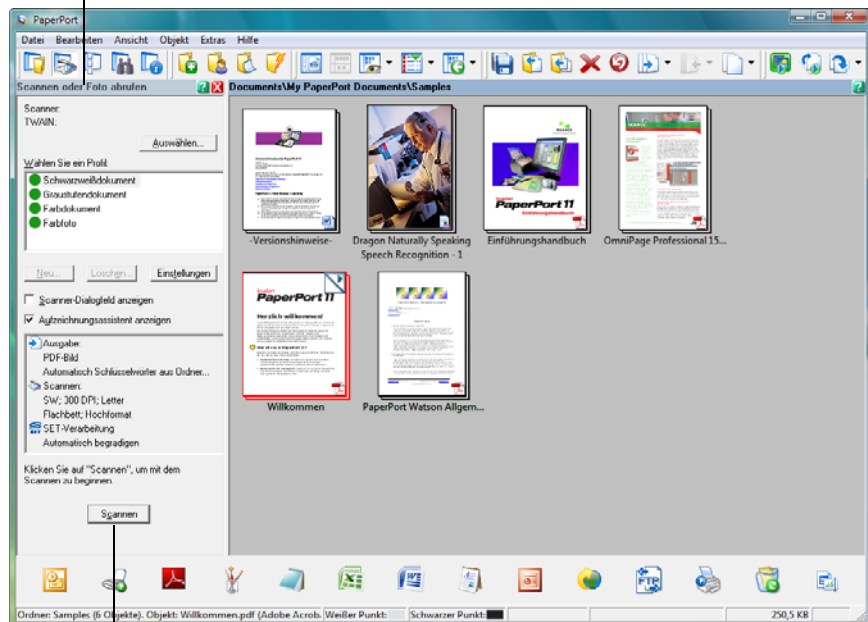 PaperPort
Datei Bearbeiten Ansicht Objekt Extras Hilfe
Scannen oder Foto abrufen
Documents\My PaperPort Documents\Samples
Scanner:
TWAIN:
Auswählen...
Wählen Sie ein Profil:
Schwarzweißdokument
Graustufendokument
Farbdokument
Farbfoto
Neu... Löschen... Einstellungen
Scanner-Dialogfeld anzeigen
Aufzeichnungsassistent anzeigen
Ausgabe:
PDF-Bild
Automatisch Schlüsselwörter aus Ordner...
Scannen:
SW; 300 DPI; Letter
Flachbett; Hochformat
SET-Verarbeitung
Automatisch begradigen
Klicken Sie auf "Scannen", um mit dem
Scannen zu beginnen.
Scannen
-Versionshinweise-
Dragon Naturally Speaking
Speech Recognition - 1
PaperPort 11
Einführungshandbuch
Einführungshandbuch
OmniPage Professional 15...
PaperPort 11
Herzlich willkommen!
Willkommen
PaperPort Watson Allgem...
FTP
Ordner: Samples (6 Objekte). Objekt: Willkommen.pdf (Adobe Acrob.
Weißer Punkt:
Schwarzer Punkt:
250,5 KB